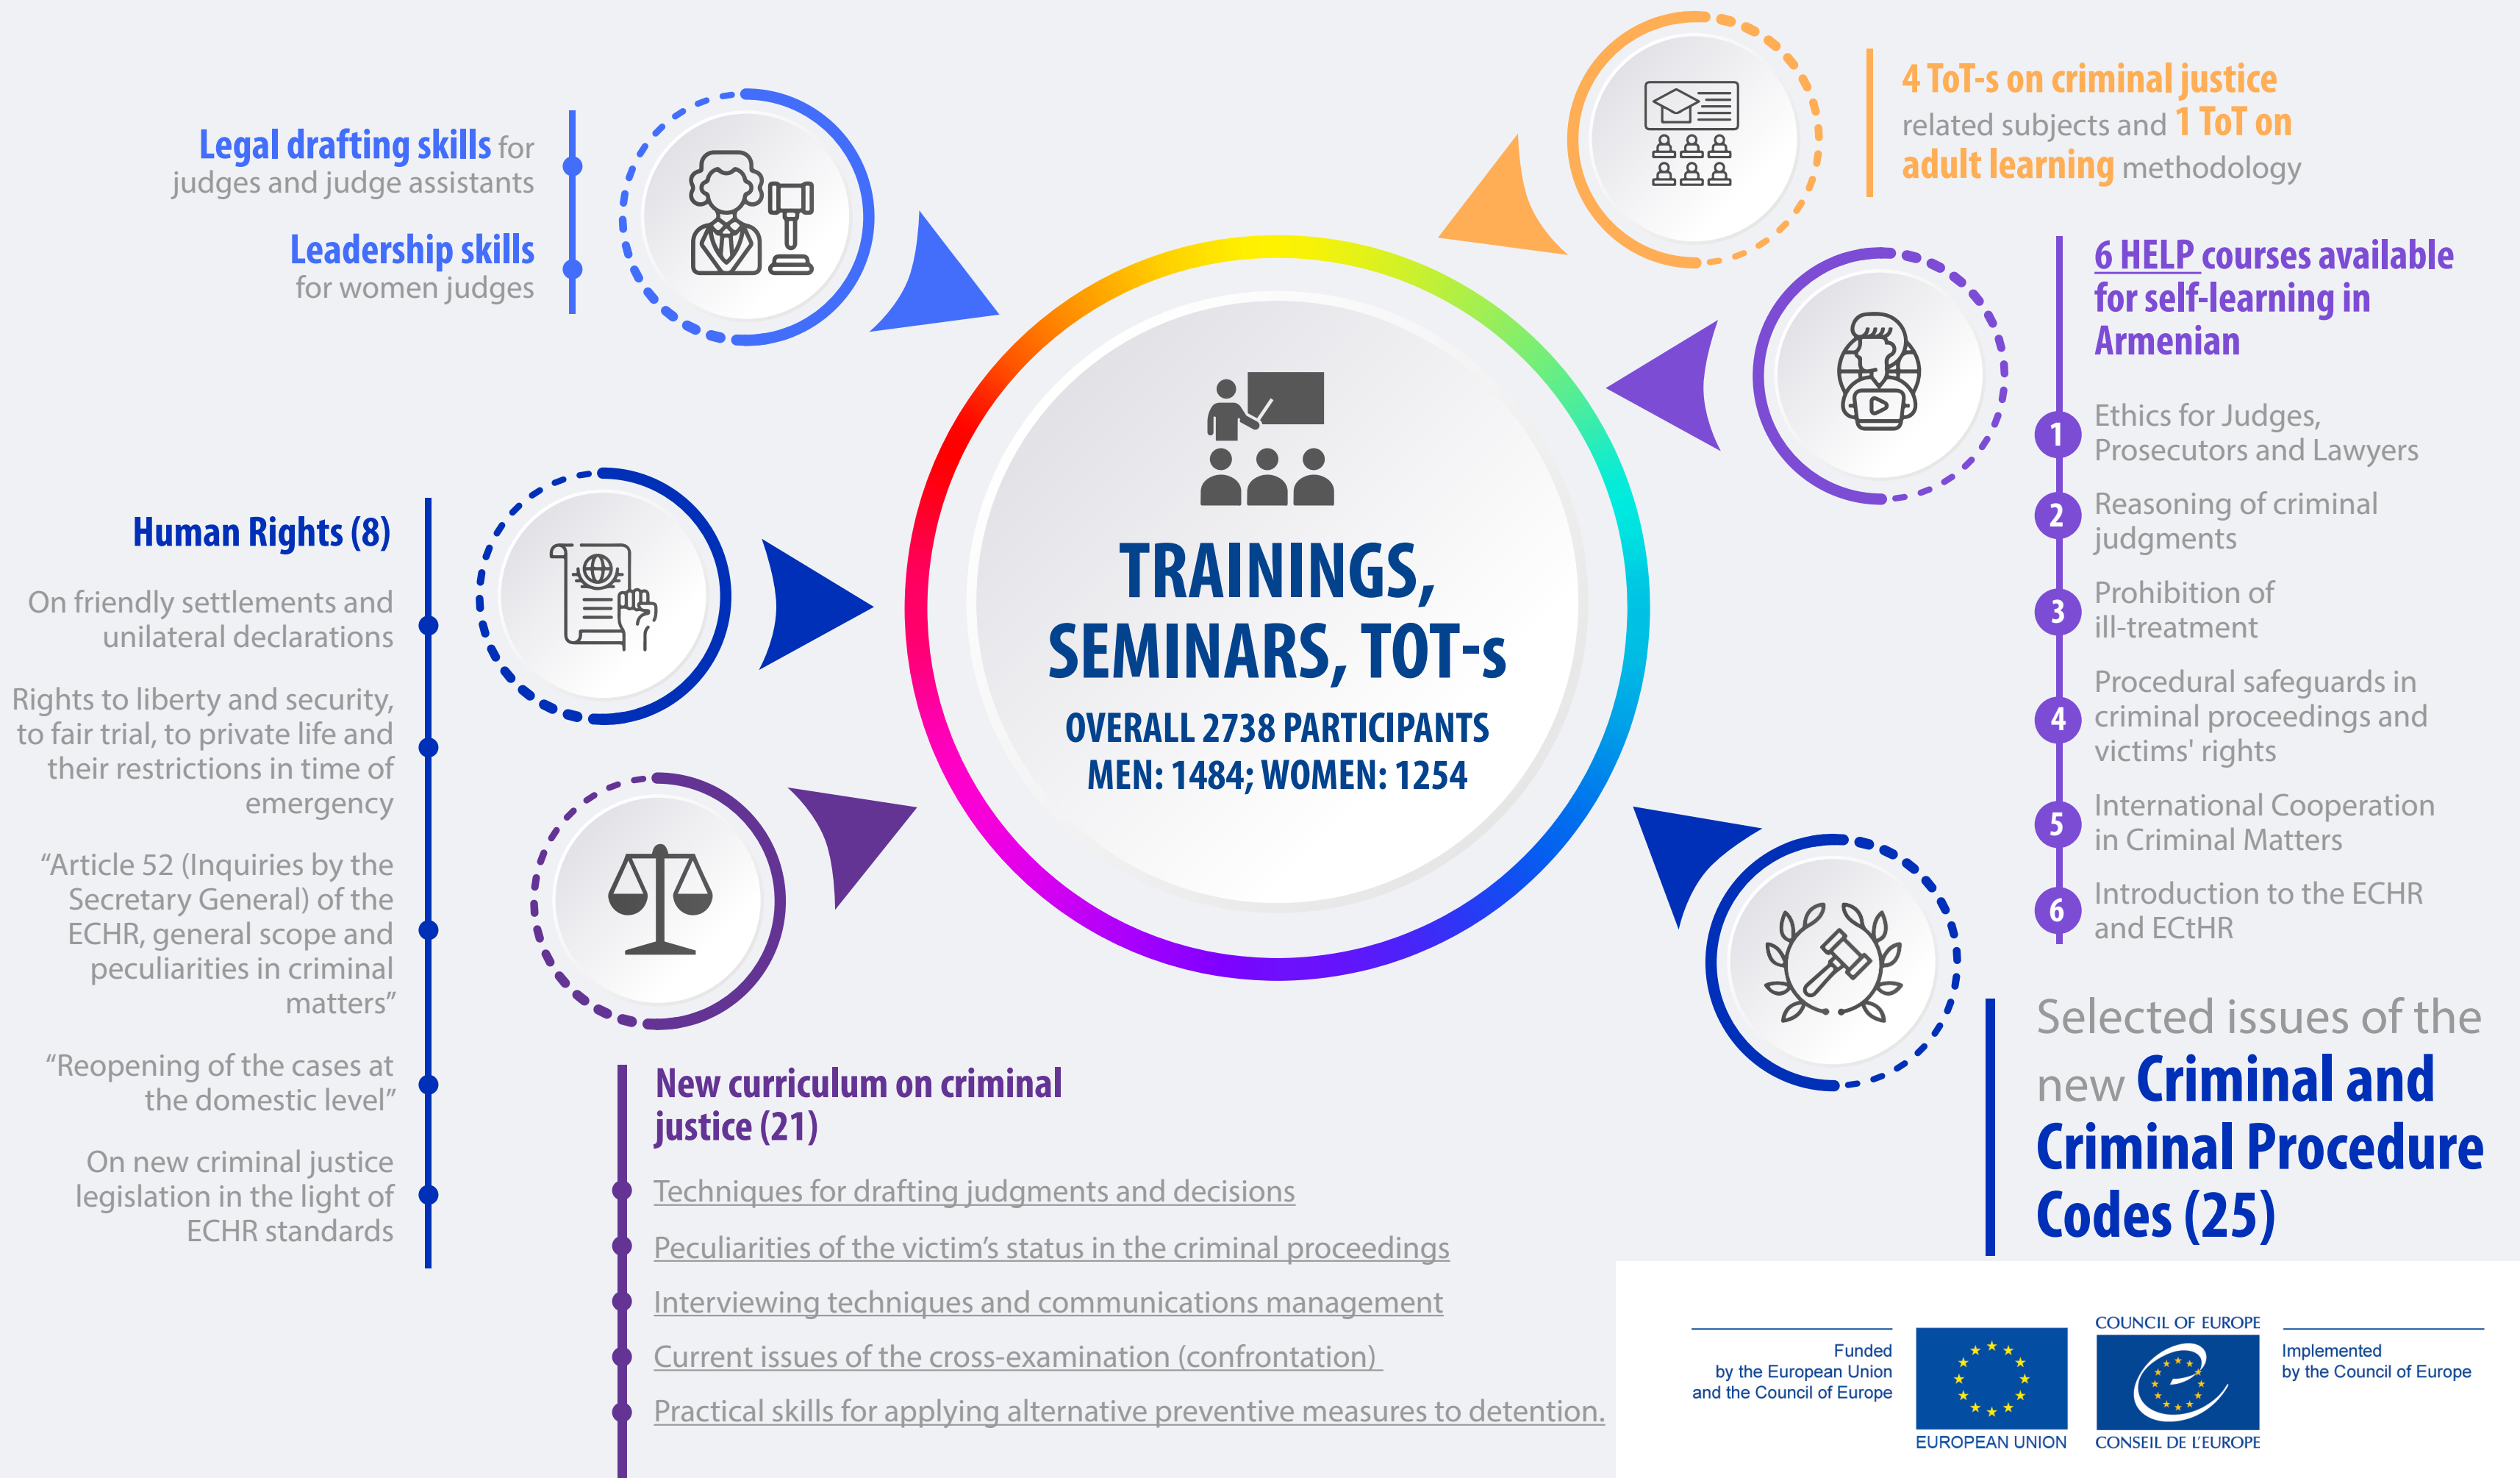 Legal drafting skills for
judges and judge assistants
Leadership skills
for women judges
Human Rights (8)
On friendly settlements and
unilateral declarations
Rights to liberty and security,
to fair trial, to private life and
their restrictions in time of
emergency
“Article 52 (Inquiries by the
Secretary General) of the
ECHR, general scope and
peculiarities in criminal
matters”
“Reopening of the cases at
the domestic level”
On new criminal justice
legislation in the light of
ECHR standards
New curriculum on criminal
justice (21)
Techniques for drafting judgments and decisions
Peculiarities of the victim’s status in the criminal proceedings
Interviewing techniques and communications management
Current issues of the cross-examination (confrontation)
Practical skills for applying alternative preventive measures to detention.
TRAININGS,
SEMINARS, TOT-s
OVERALL 2738 PARTICIPANTS
MEN: 1484; WOMEN: 1254
4 ToT-s on criminal justice
related subjects and 1 ToT on
adult learning methodology
6 HELP courses available
for self-learning in
Armenian
1 Ethics for Judges,
Prosecutors and Lawyers
2 Reasoning of criminal
judgments
3 Prohibition of
ill-treatment
Procedural safeguards in
4 criminal proceedings and
victims' rights
5 International Cooperation
in Criminal Matters
6 Introduction to the ECHR
and ECtHR
Selected issues of the
new Criminal and
Criminal Procedure
Codes (25)
Funded
by the European Union
and the Council of Europe
EUROPEAN UNION
COUNCIL OF EUROPE
CONSEIL DE L'EUROPE
Implemented
by the Council of Europe